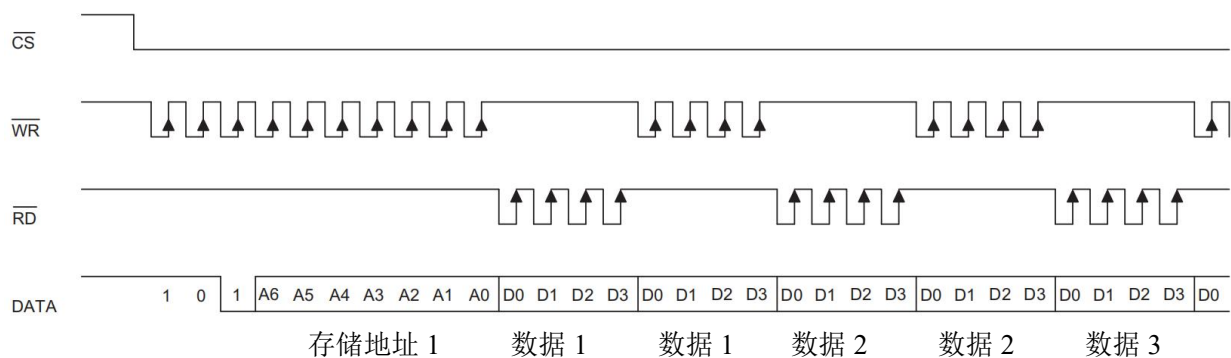 CS
WR
RD
DATA 1 0 1 A6 A5 A4 A3 A2 A1 A0 D0 D1 D2 D3 D0 D1 D2 D3 D0 D1 D2 D3 D0 D1 D2 D3 D0 D1 D2 D3 D0
存储地址 1 数据 1 数据 1 数据 2 数据 2 数据 3